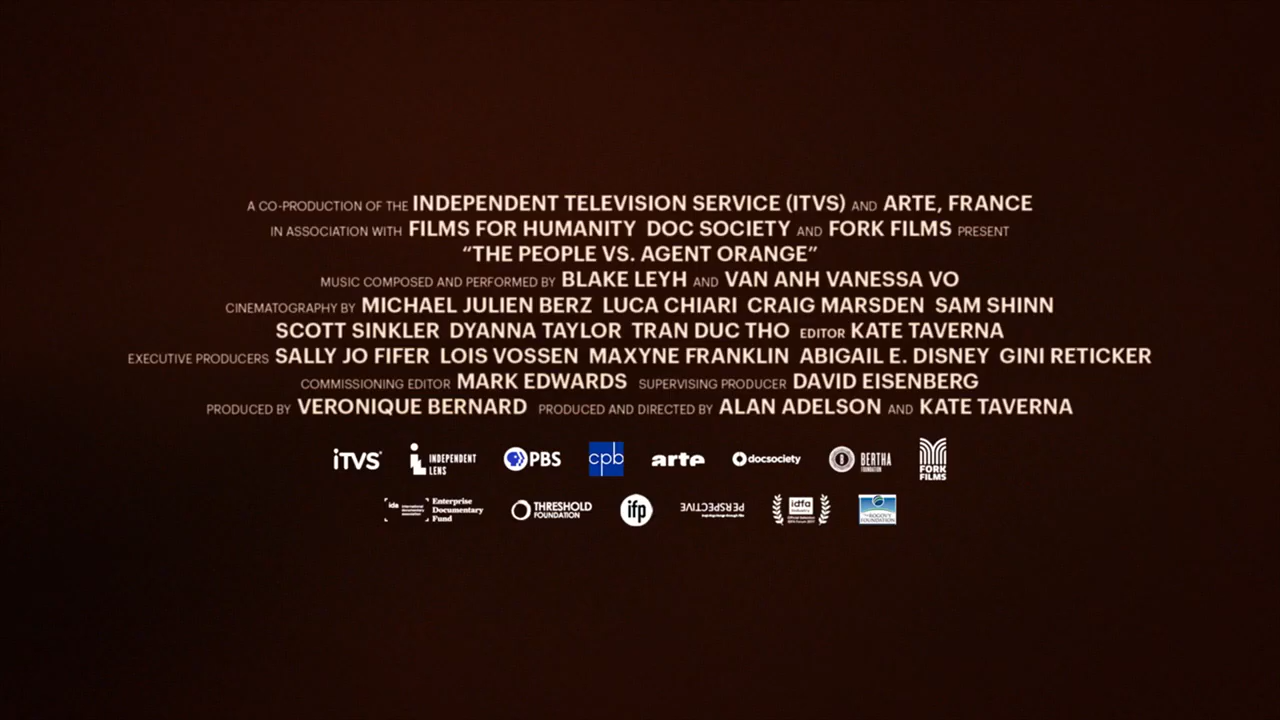 A CO-PRODUCTION OF THE INDEPENDENT TELEVISION SERVICE (ITVS) AND ARTE, FRANCE
IN ASSOCIATION WITH FILMS FOR HUMANITY DOC SOCIETY AND FORK FILMS PRESENT
“THE PEOPLE VS. AGENT ORANGE”
MUSIC COMPOSED AND PERFORMED BY BLAKE LEYH AND VAN ANH VANESSA VO
CINEMATOGRAPHY BY MICHAEL JULIEN BERZ LUCA CHIARI CRAIG MARSDEN SAM SHINN
SCOTT SINKLER DYANNA TAYLOR TRAN DUC THO EDITOR KATE TAVERNA
EXECUTIVE PRODUCERS SALLY JO FIFER LOIS VOSSEN MAXYNE FRANKLIN ABIGAIL E. DISNEY GINI RETICKER
COMMISSIONING EDITOR MARK EDWARDS SUPERVISING PRODUCER DAVID EISENBERG
PRODUCED BY VERONIQUE BERNARD PRODUCED AND DIRECTED BY ALAN ADELSON AND KATE TAVERNA
iTVS INDEPENDENT LENS PBS cpb arte docsociety BERTHA FOUNDATION FORK FILMS
ida Enterprise Documentary Fund THRESHOLD FOUNDATION ifp PERSPECTIVE idfa FOUNDATION